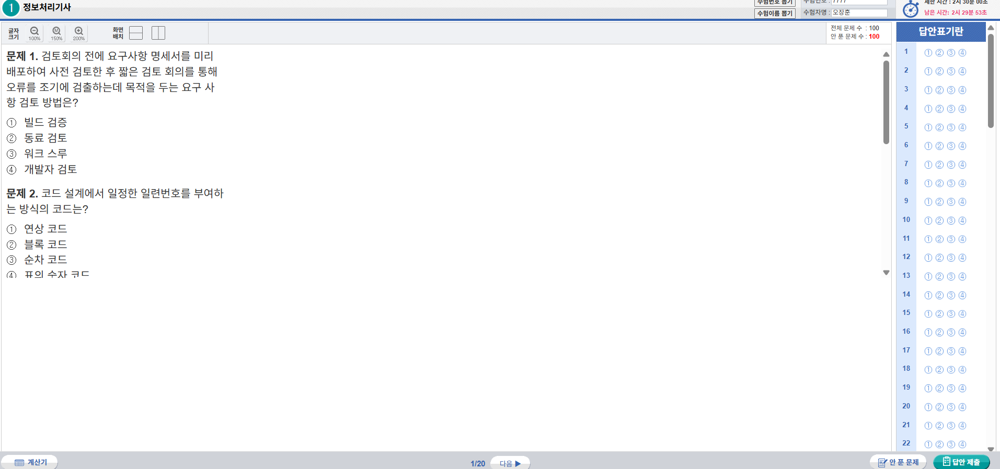 1 정보처리기사
수험번호 뽑기 수험번호 : 7777
수험이름 뽑기 수험자명 : 오장훈
제한 시간 : 2시 30분 00초
남은 시간: 2시 29분 53초
글자 크기 100% M 150% 200% 화면 배치
전체 문제 수 : 100
안 푼 문제 수 : 100
답안표기란
문제 1. 검토회의 전에 요구사항 명세서를 미리
배포하여 사전 검토한 후 짧은 검토 회의를 통해
오류를 조기에 검출하는데 목적을 두는 요구 사
항 검토 방법은?
① 빌드 검증
② 동료 검토
③ 워크 스루
④ 개발자 검토
문제 2. 코드 설계에서 일정한 일련번호를 부여하
는 방식의 코드는?
① 연상 코드
② 블록 코드
③ 순차 코드
④ 표의 숫자 코드
1 ① ② ③ ④
2 ① ② ③ ④
3 ① ② ③ ④
4 ① ② ③ ④
5 ① ② ③ ④
6 ① ② ③ ④
7 ① ② ③ ④
8 ① ② ③ ④
9 ① ② ③ ④
10 ① ② ③ ④
11 ① ② ③ ④
12 ① ② ③ ④
13 ① ② ③ ④
14 ① ② ③ ④
15 ① ② ③ ④
16 ① ② ③ ④
17 ① ② ③ ④
18 ① ② ③ ④
19 ① ② ③ ④
20 ① ② ③ ④
21 ① ② ③ ④
22 ① ② ③ ④
계산기
1/20 다음 ▶
안 푼 문제
답안 제출